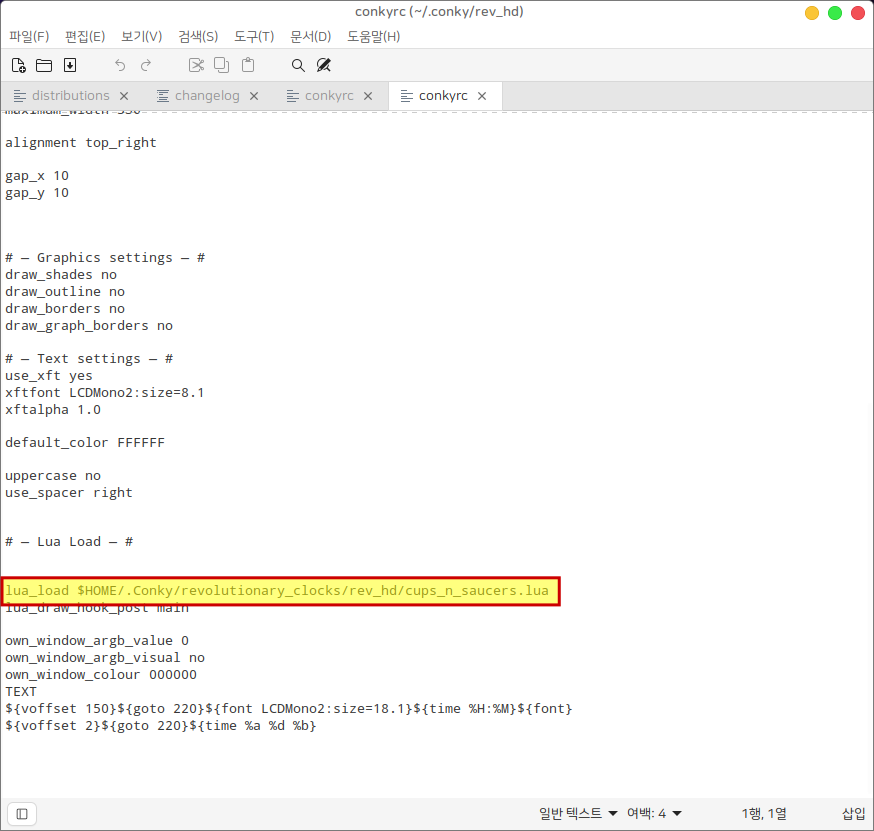 conkyrc (~/.conky/rev_hd)
파일(F) 편집(E) 보기(V) 검색(S) 도구(T) 문서(D) 도움말(H)
distributions changelog conkyrc conkyrc
maximum_width 550
alignment top_right
gap_x 10
gap_y 10
# — Graphics settings — #
draw_shades no
draw_outline no
draw_borders no
draw_graph_borders no
# — Text settings — #
use_xft yes
xftfont LCDMono2:size=8.1
xftalpha 1.0
default_color FFFFFF
uppercase no
use_spacer right
# — Lua Load — #
lua_load $HOME/.Conky/revolutionary_clocks/rev_hd/cups_n_saucers.lua
lua_draw_hook_post main
own_window_argb_value 0
own_window_argb_visual no
own_window_colour 000000
TEXT
${voffset 150}${goto 220}${font LCDMono2:size=18.1}${time %H:%M}${font}
${voffset 2}${goto 220}${time %a %d %b}
일반 텍스트 여백: 4 1행, 1열 삽입